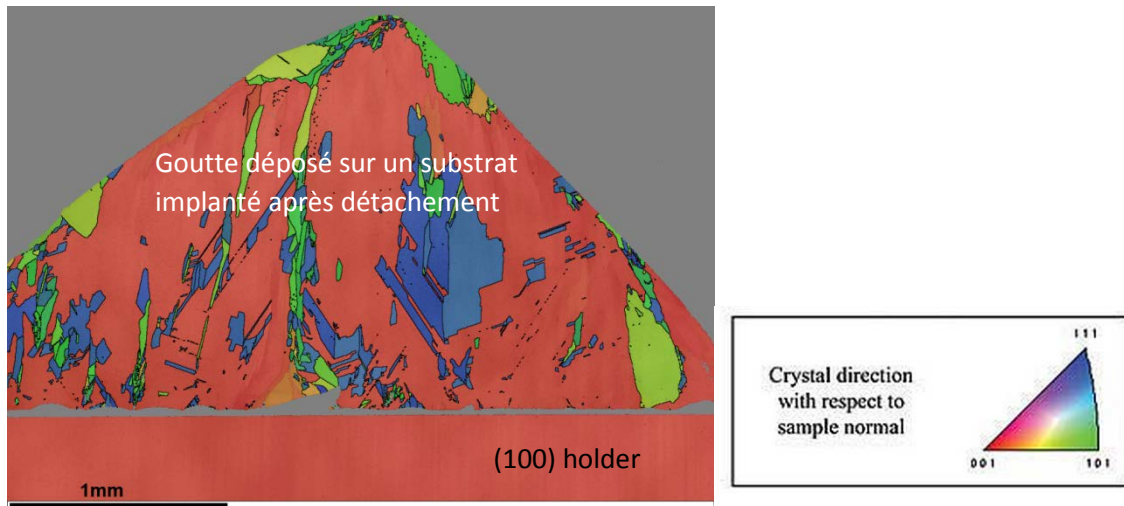 Goutte déposé sur un substrat
implanté après détachement
(100) holder
1mm
Crystal direction
with respect to
sample normal
111
001
101